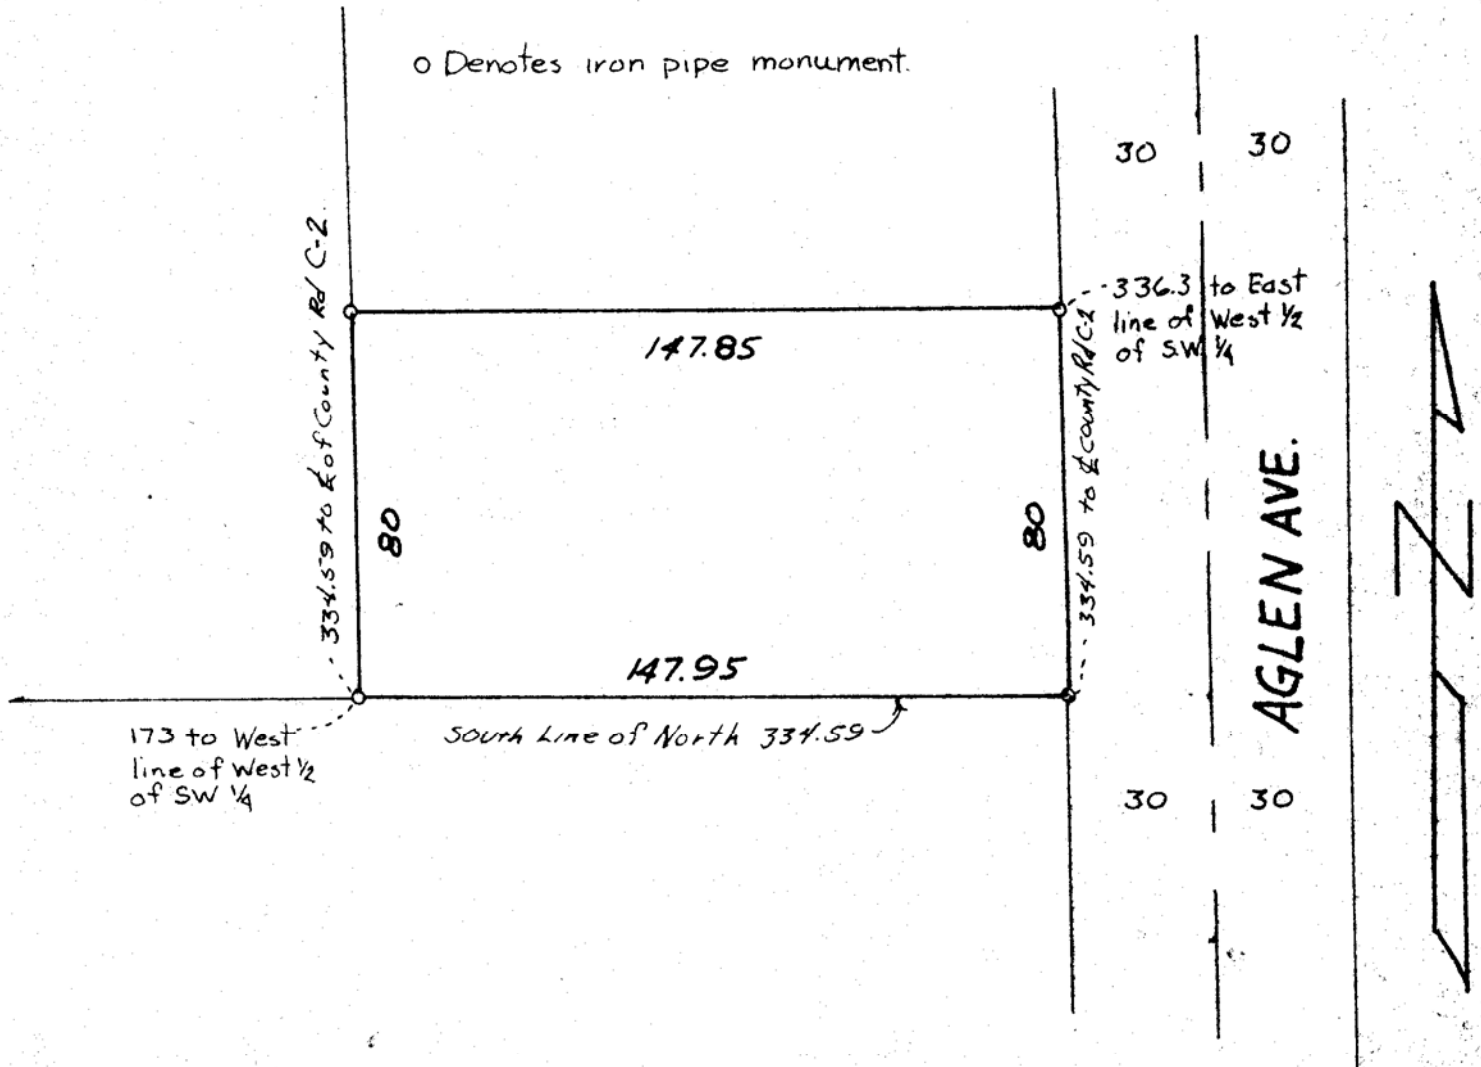 o Denotes iron pipe monument.
30 30
334.59 to ℄ of County Rd C-2.
336.3 to East
line of West 1/2
of S.W. 1/4
147.85
334.59 to ℄ County Rd C-2
80
80
AGLEN AVE.
N
147.95
173 to West
line of West 1/2
of SW 1/4
South Line of North 334.59
30 30